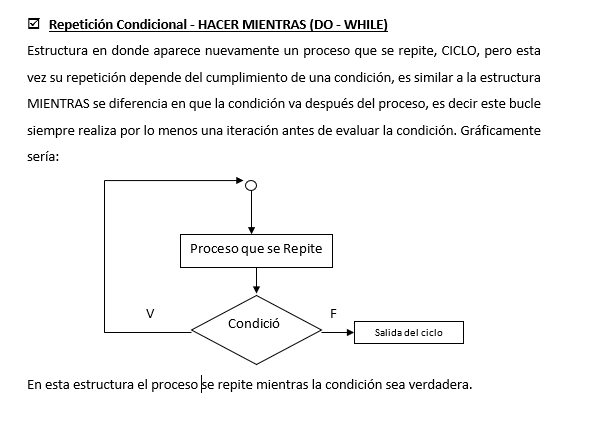 Repetición Condicional - HACER MIENTRAS (DO - WHILE)
Estructura en donde aparece nuevamente un proceso que se repite, CICLO, pero esta
vez su repetición depende del cumplimiento de una condición, es similar a la estructura
MIENTRAS se diferencia en que la condición va después del proceso, es decir este bucle
siempre realiza por lo menos una iteración antes de evaluar la condición. Gráficamente
sería:
Proceso que se Repite
V
Condició
F
Salida del ciclo
En esta estructura el proceso se repite mientras la condición sea verdadera.